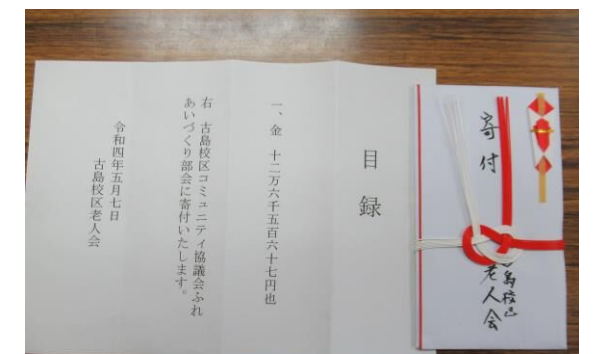 寄付
古島校区
老人会
目録
一、金 十二万六千五百六十七円也
右 古島校区コミュニティ協議会ふれ
あいづくり部会に寄付いたします。
令和四年五月七日
古島校区老人会